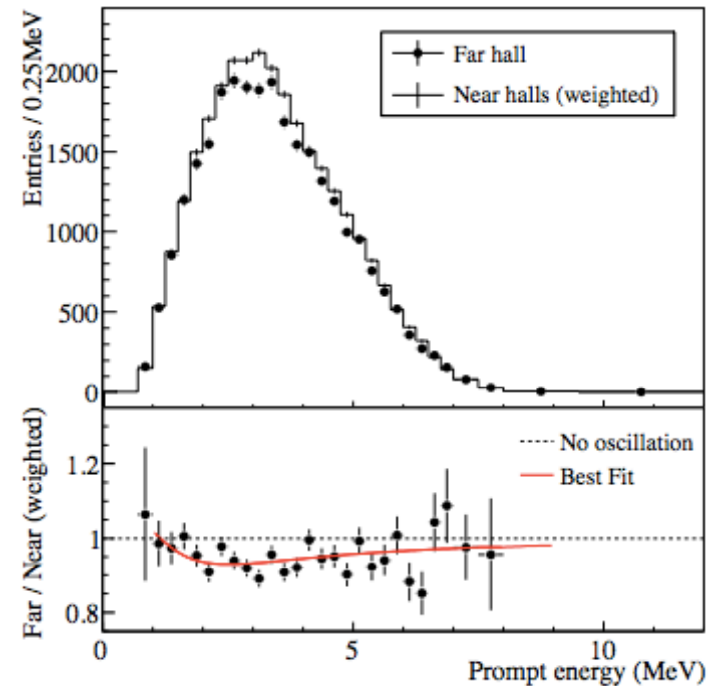 Entries / 0.25MeV
2000
1500
1000
500
0
Far hall
Near halls (weighted)
Far / Near (weighted)
1.2
1
0.8
No oscillation
Best Fit
0 5 10
Prompt energy (MeV)